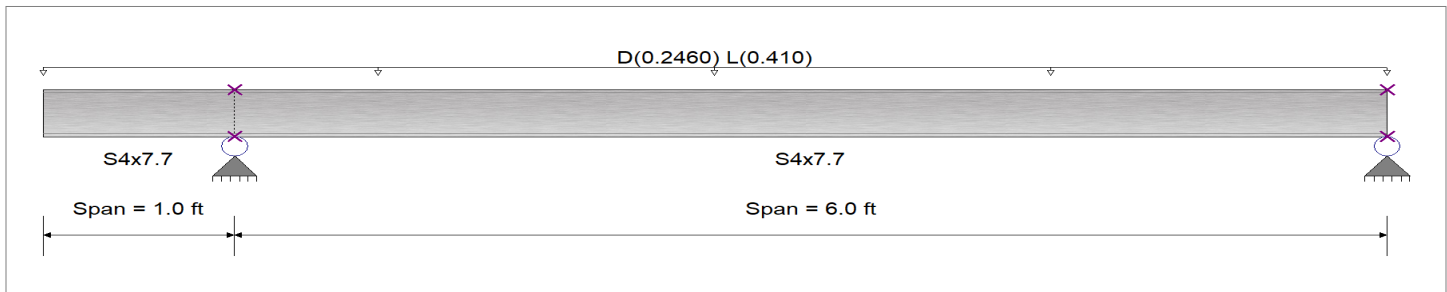 D(0.2460) L(0.410)
S4x7.7
S4x7.7
Span = 1.0 ft
Span = 6.0 ft